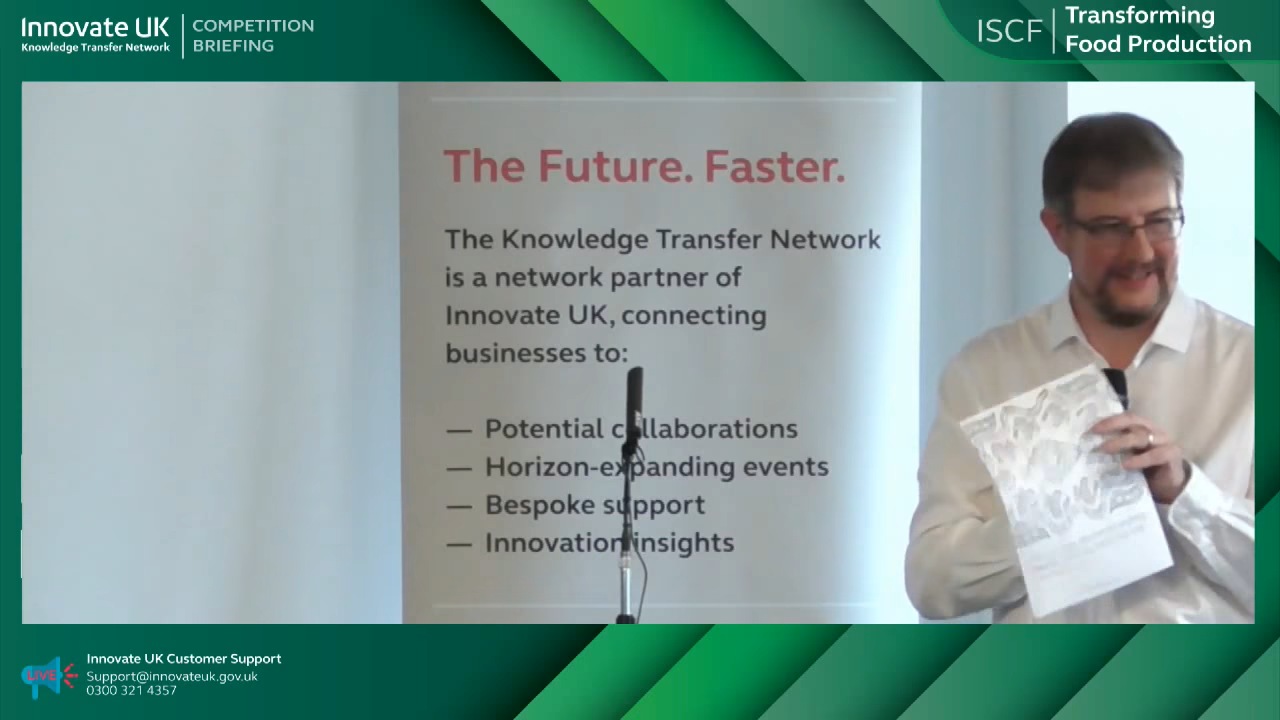 Innovate UK
Knowledge Transfer Network
COMPETITION
BRIEFING
ISCF
Transforming
Food Production
The Future. Faster.
The Knowledge Transfer Network
is a network partner of
Innovate UK, connecting
businesses to:
— Potential collaborations
— Horizon-expanding events
— Bespoke support
— Innovation insights
LIVE
Innovate UK Customer Support
Support@innovateuk.gov.uk
0300 321 4357